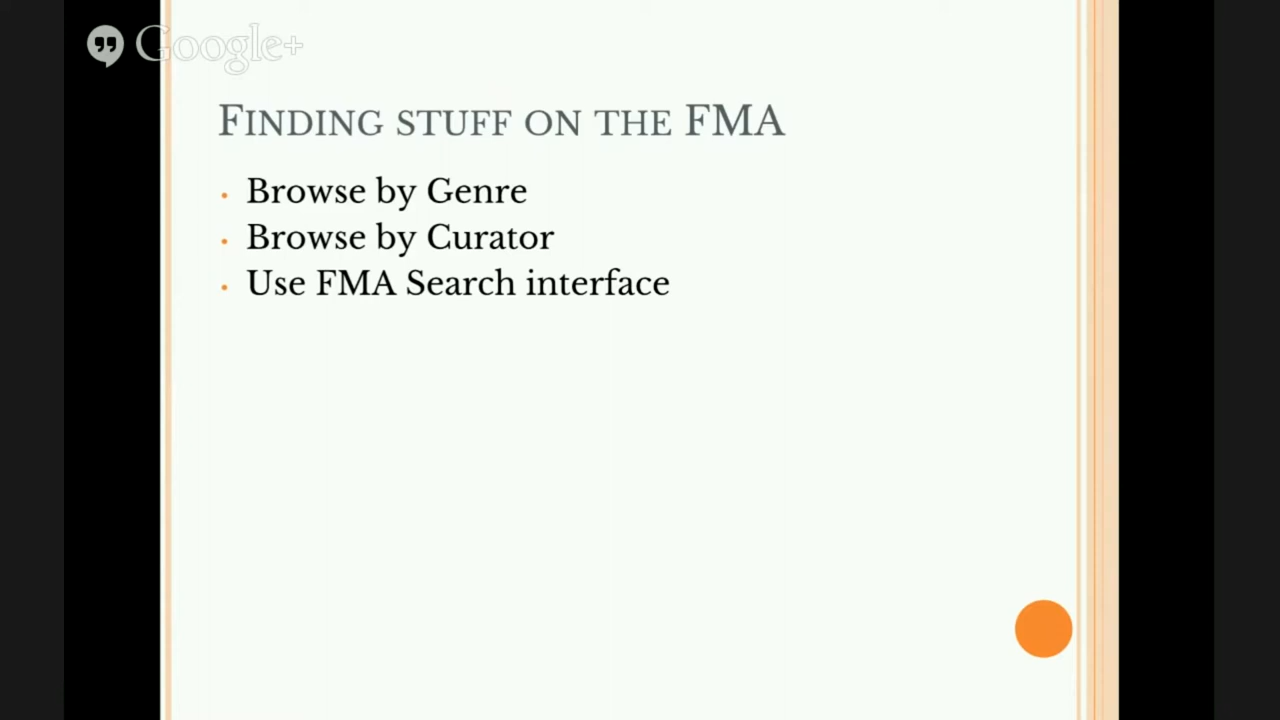 Google+
Finding stuff on the FMA
• Browse by Genre
• Browse by Curator
• Use FMA Search interface